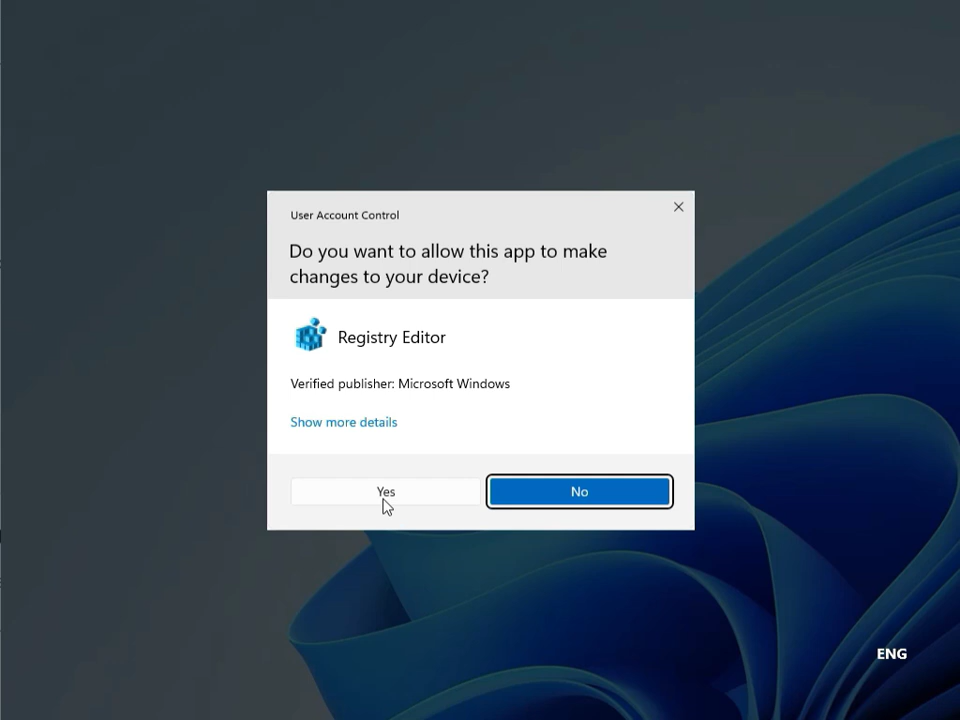 User Account Control
Do you want to allow this app to make
changes to your device?
Registry Editor
Verified publisher: Microsoft Windows
Show more details
Yes
No
ENG